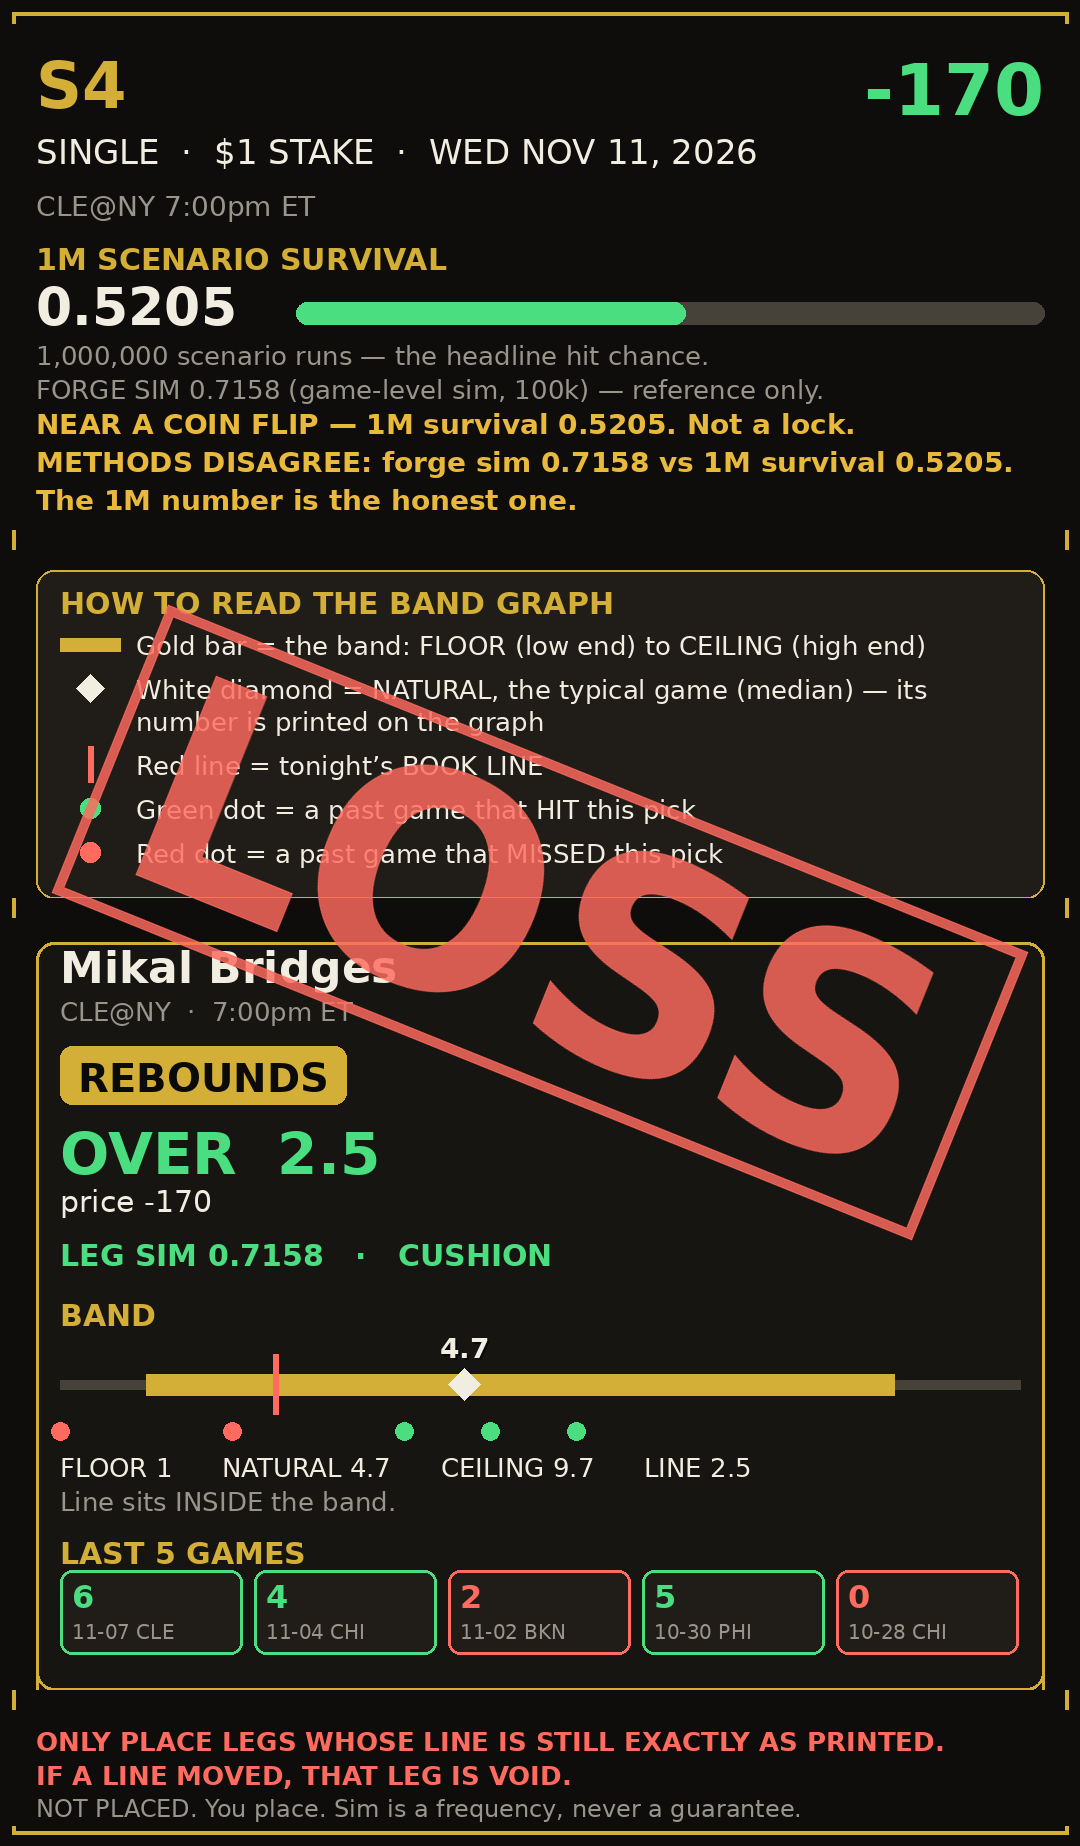 S4
-170
SINGLE · $1 STAKE · WED NOV 11, 2026
CLE@NY 7:00pm ET
1M SCENARIO SURVIVAL
0.5205
1,000,000 scenario runs — the headline hit chance.
FORGE SIM 0.7158 (game-level sim, 100k) — reference only.
NEAR A COIN FLIP — 1M survival 0.5205. Not a lock.
METHODS DISAGREE: forge sim 0.7158 vs 1M survival 0.5205.
The 1M number is the honest one.
HOW TO READ THE BAND GRAPH
Gold bar = the band: FLOOR (low end) to CEILING (high end)
White diamond = NATURAL, the typical game (median) — its
number is printed on the graph
Red line = tonight’s BOOK LINE
Green dot = a past game that HIT this pick
Red dot = a past game that MISSED this pick
LOSS
Mikal Bridges
CLE@NY · 7:00pm ET
REBOUNDS
OVER 2.5
price -170
LEG SIM 0.7158 · CUSHION
BAND
4.7
FLOOR 1 NATURAL 4.7 CEILING 9.7 LINE 2.5
Line sits INSIDE the band.
LAST 5 GAMES
6 4 2 5 0
11-07 CLE 11-04 CHI 11-02 BKN 10-30 PHI 10-28 CHI
ONLY PLACE LEGS WHOSE LINE IS STILL EXACTLY AS PRINTED.
IF A LINE MOVED, THAT LEG IS VOID.
NOT PLACED. You place. Sim is a frequency, never a guarantee.